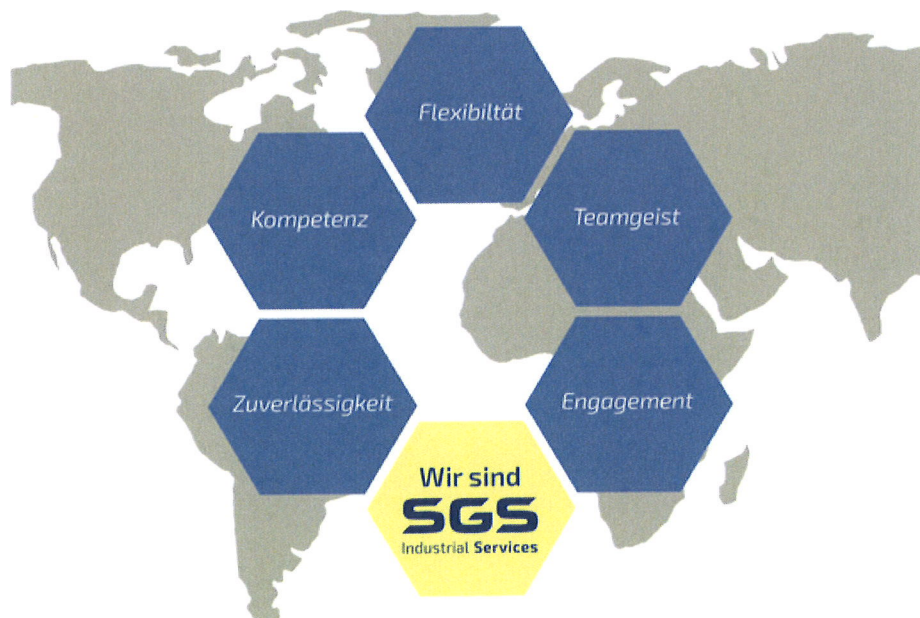 Flexibiltät
Kompetenz
Teamgeist
Zuverlässigkeit
Engagement
Wir sind
SGS
Industrial Services